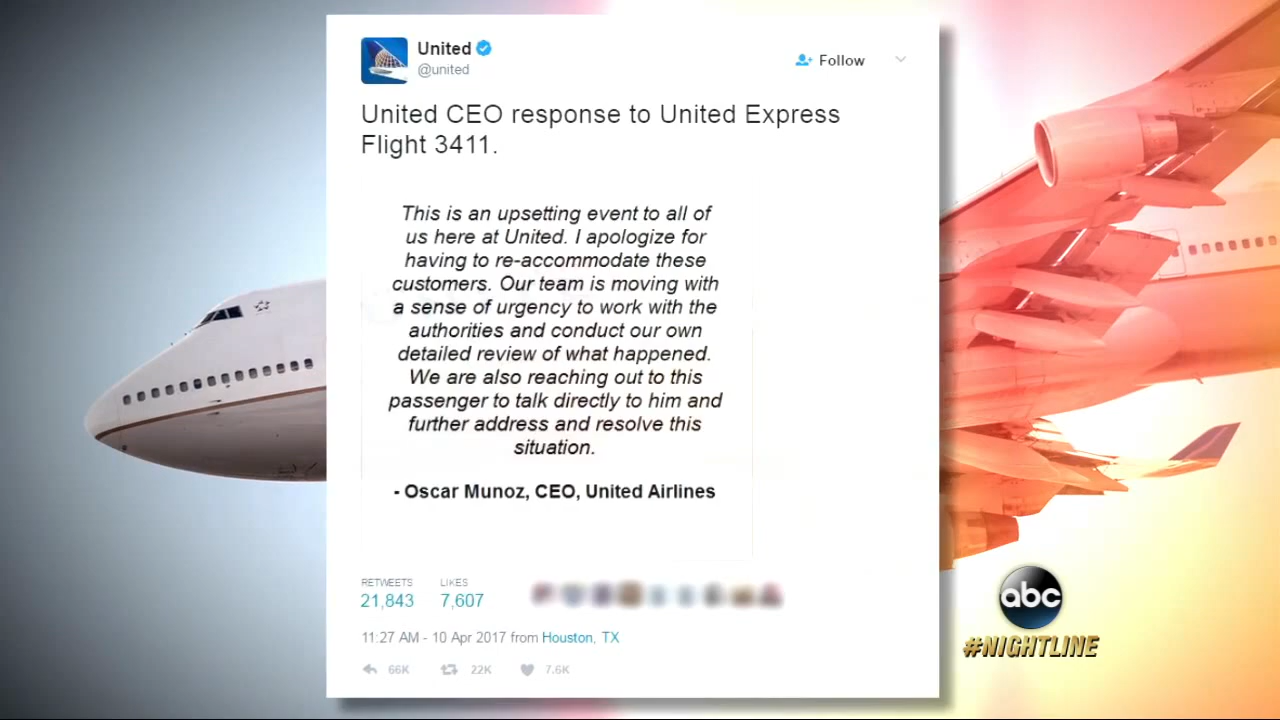 United
@united
Follow
United CEO response to United Express
Flight 3411.
This is an upsetting event to all of
us here at United. I apologize for
having to re-accommodate these
customers. Our team is moving with
a sense of urgency to work with the
authorities and conduct our own
detailed review of what happened.
We are also reaching out to this
passenger to talk directly to him and
further address and resolve this
situation.
- Oscar Munoz, CEO, United Airlines
RETWEETS LIKES
21,843 7,607
11:27 AM - 10 Apr 2017 from Houston, TX
66K 22K 7.6K
abc
#NIGHTLINE